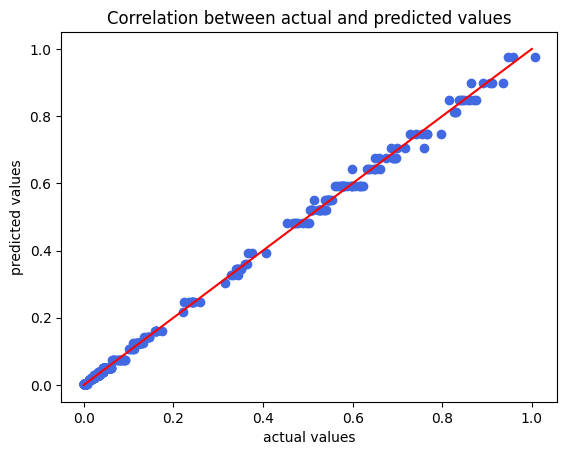 Correlation between actual and predicted values
predicted values
1.0
0.8
0.6
0.4
0.2
0.0
0.0 0.2 0.4 0.6 0.8 1.0
actual values